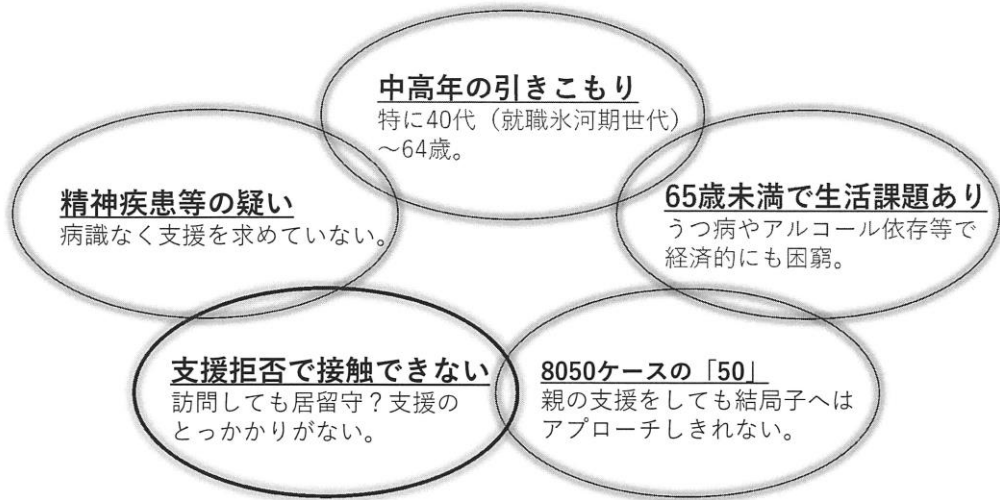 中高年の引きこもり
特に40代（就職氷河期世代）
～64歳。
精神疾患等の疑い
病識なく支援を求めていない。
65歳未満で生活課題あり
うつ病やアルコール依存等で
経済的にも困窮。
支援拒否で接触できない
訪問しても居留守？支援の
とっかかりがない。
8050ケースの「50」
親の支援をしても結局子へは
アプローチしきれない。